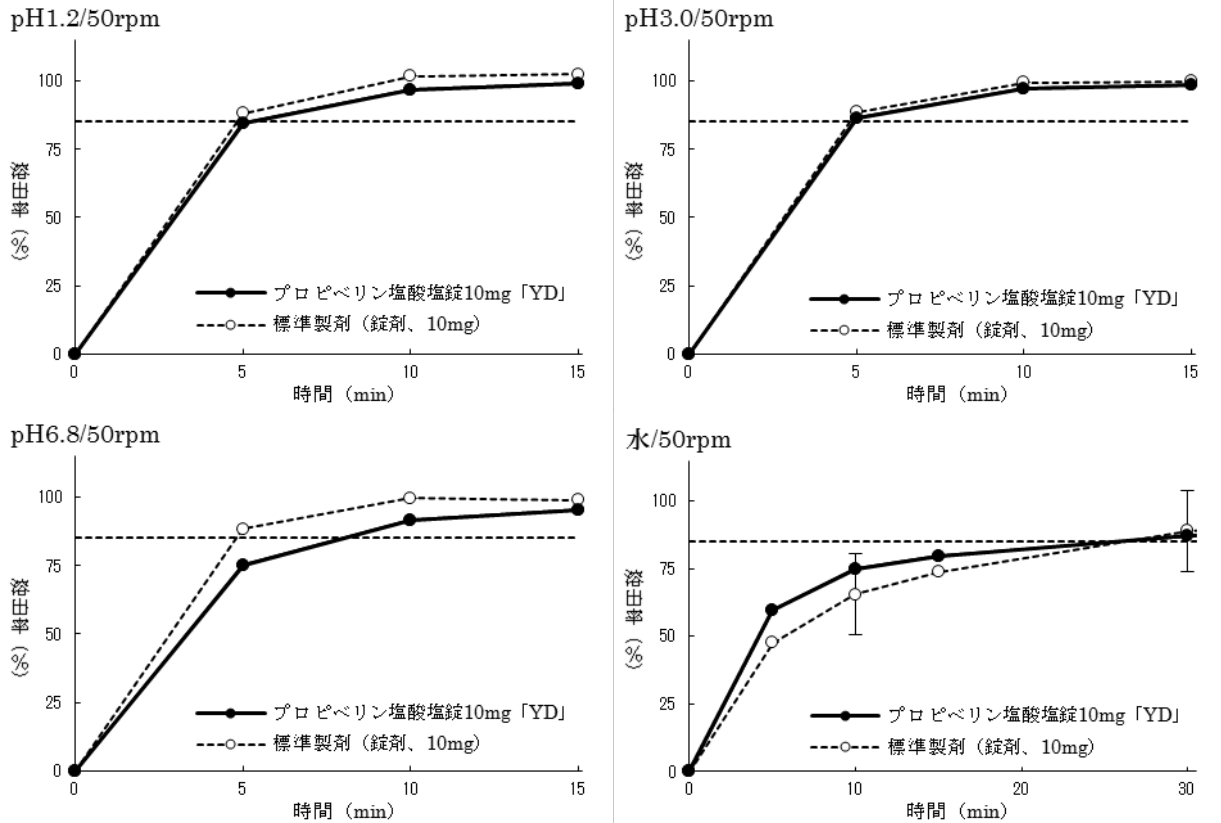 pH1.2/50rpm
100
75
50
25
0
溶出率 (%)
プロピベリン塩酸塩錠10mg「YD」
標準製剤（錠剤、10mg）
0 5 10 15
時間（min）
pH3.0/50rpm
100
75
50
25
0
溶出率 (%)
プロピベリン塩酸塩錠10mg「YD」
標準製剤（錠剤、10mg）
0 5 10 15
時間（min）
pH6.8/50rpm
100
75
50
25
0
溶出率 (%)
プロピベリン塩酸塩錠10mg「YD」
標準製剤（錠剤、10mg）
0 5 10 15
時間（min）
水/50rpm
100
75
50
25
0
溶出率 (%)
プロピベリン塩酸塩錠10mg「YD」
標準製剤（錠剤、10mg）
0 10 20 30
時間（min）